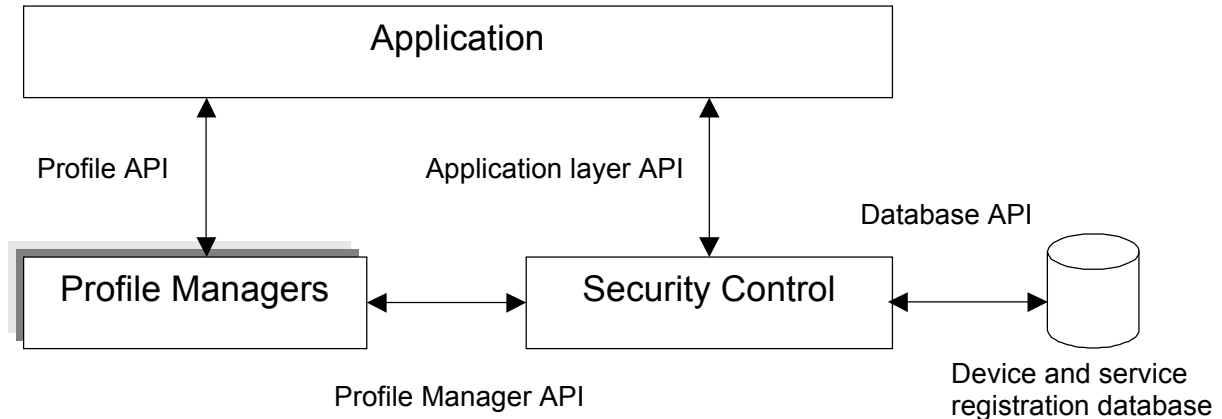 Application
Profile API
Application layer API
Database API
Profile Managers
Security Control
Profile Manager API
Device and service
registration database